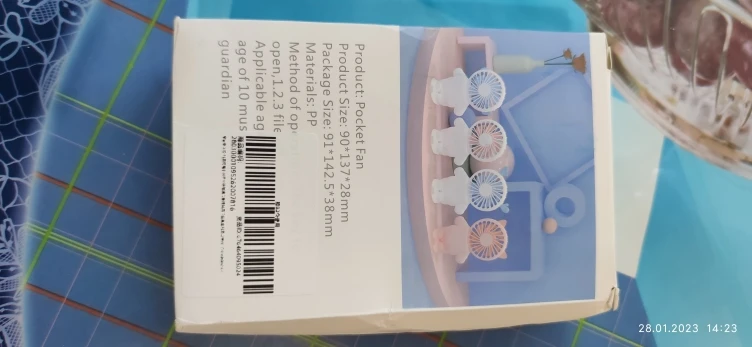 Product: Pocket Fan
Product Size: 90*137*28mm
Package Size: 91*142.5*38mm
Materials: PP
Method of op
open,1.2.3 file
Applicable ag
age of 10 mus
guardian
28.01.2023 14:23